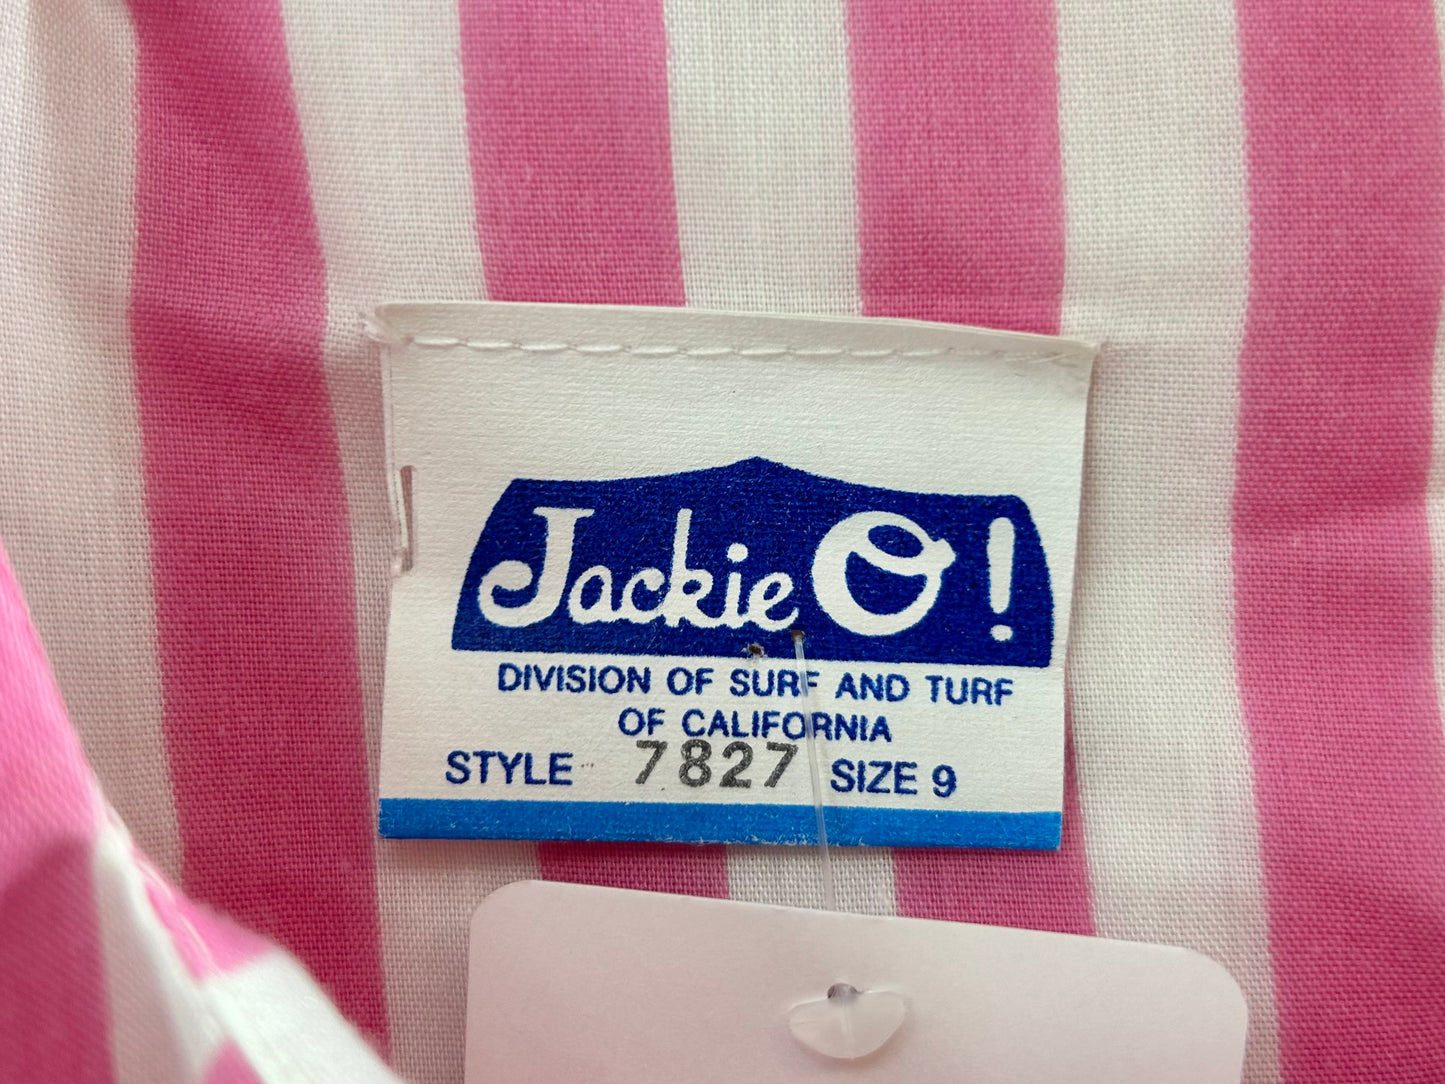 Jackie O!
DIVISION OF SURF AND TURF
OF CALIFORNIA
STYLE 7827 SIZE 9